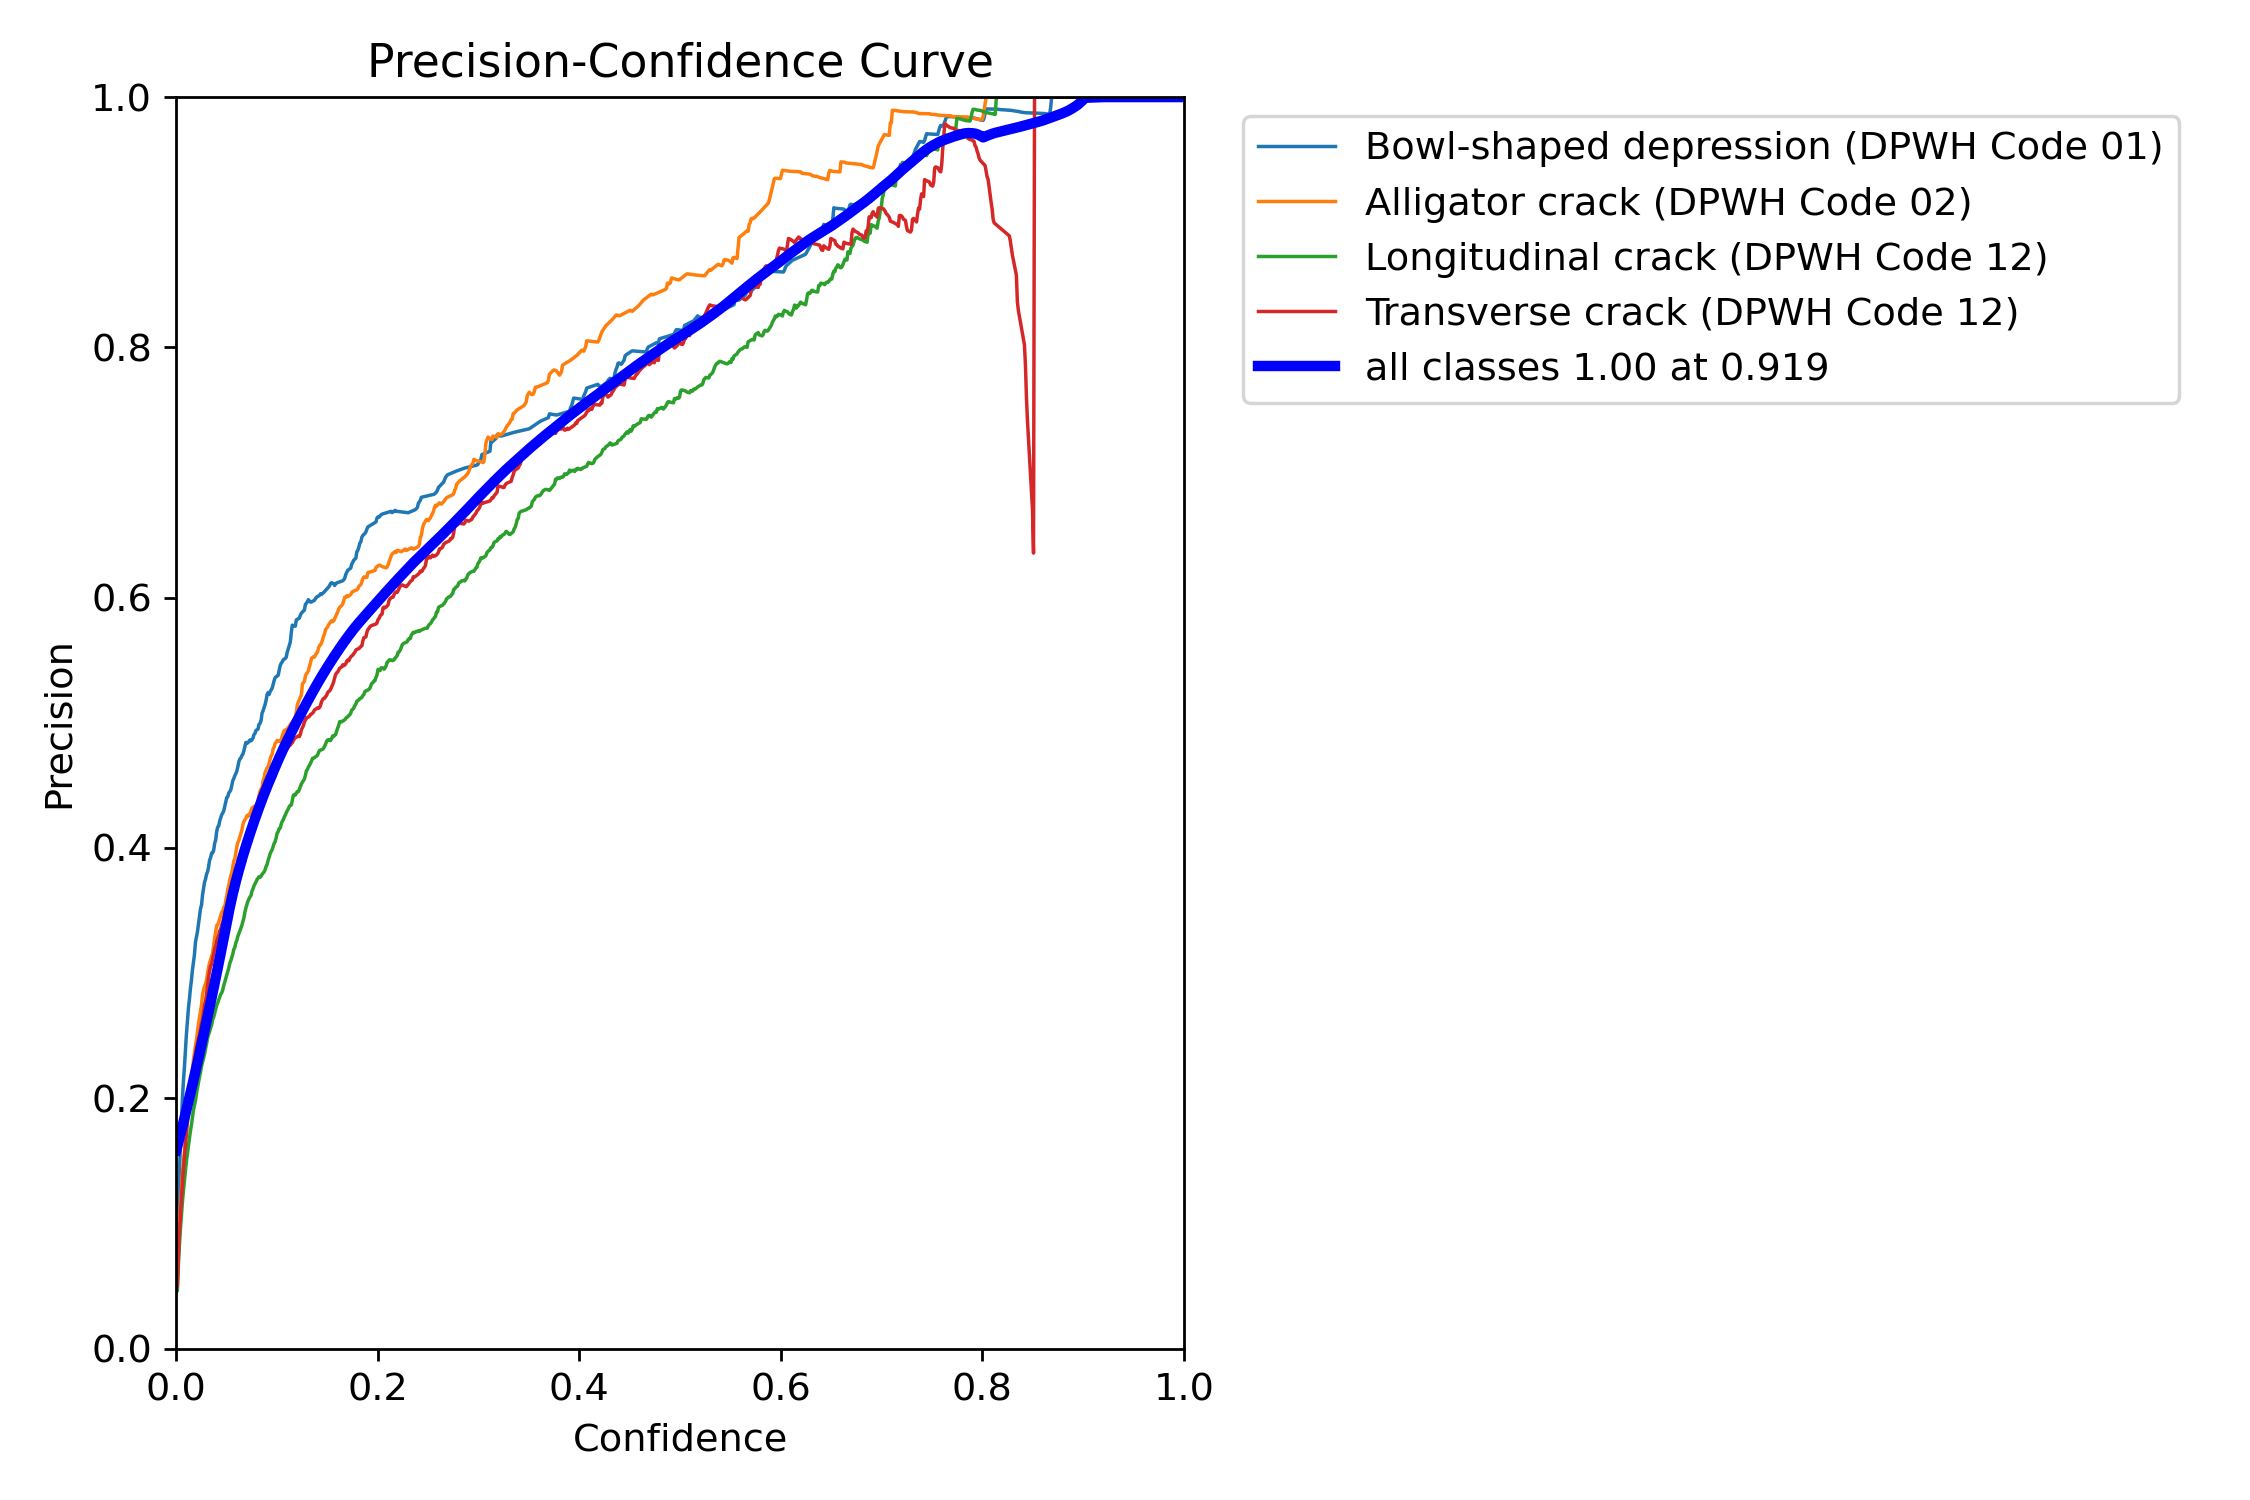 Precision-Confidence Curve
1.0
0.8
0.6
0.4
0.2
0.0
Precision
0.0 0.2 0.4 0.6 0.8 1.0
Confidence
Bowl-shaped depression (DPWH Code 01)
Alligator crack (DPWH Code 02)
Longitudinal crack (DPWH Code 12)
Transverse crack (DPWH Code 12)
all classes 1.00 at 0.919